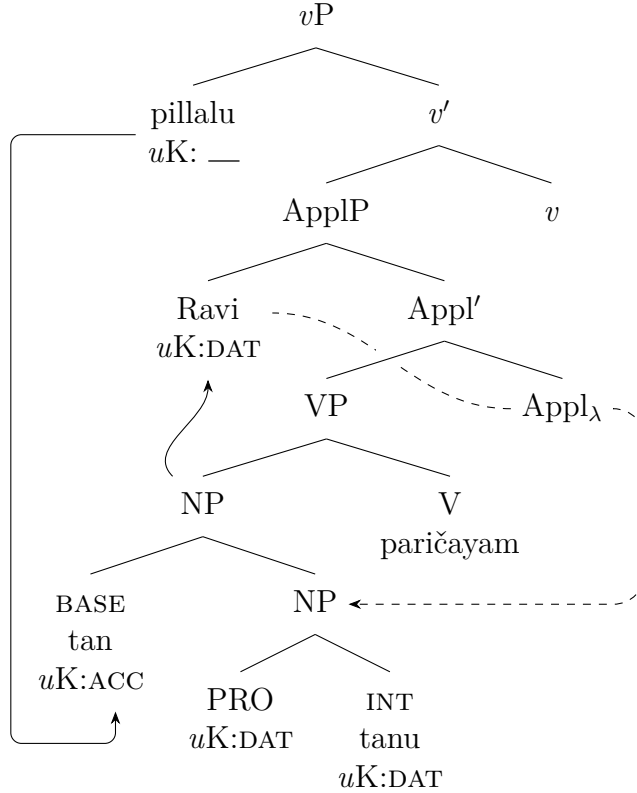 vP
pillalu v′
uK: __
ApplP v
Ravi Appl′
uK:DAT
VP Applλ
NP V
paričayam
BASE NP
tan
uK:ACC
PRO INT
uK:DAT tanu
uK:DAT